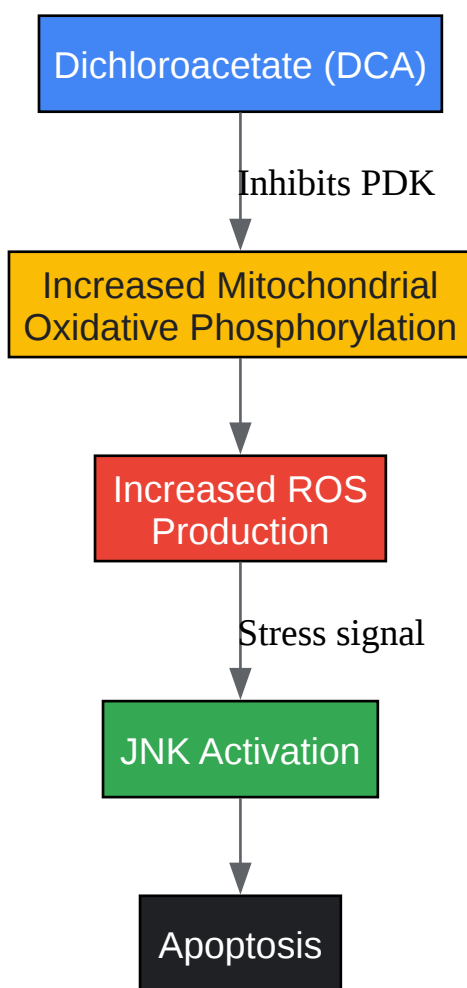 Dichloroacetate (DCA)
Inhibits PDK
Increased Mitochondrial
Oxidative Phosphorylation
Increased ROS
Production
Stress signal
JNK Activation
Apoptosis